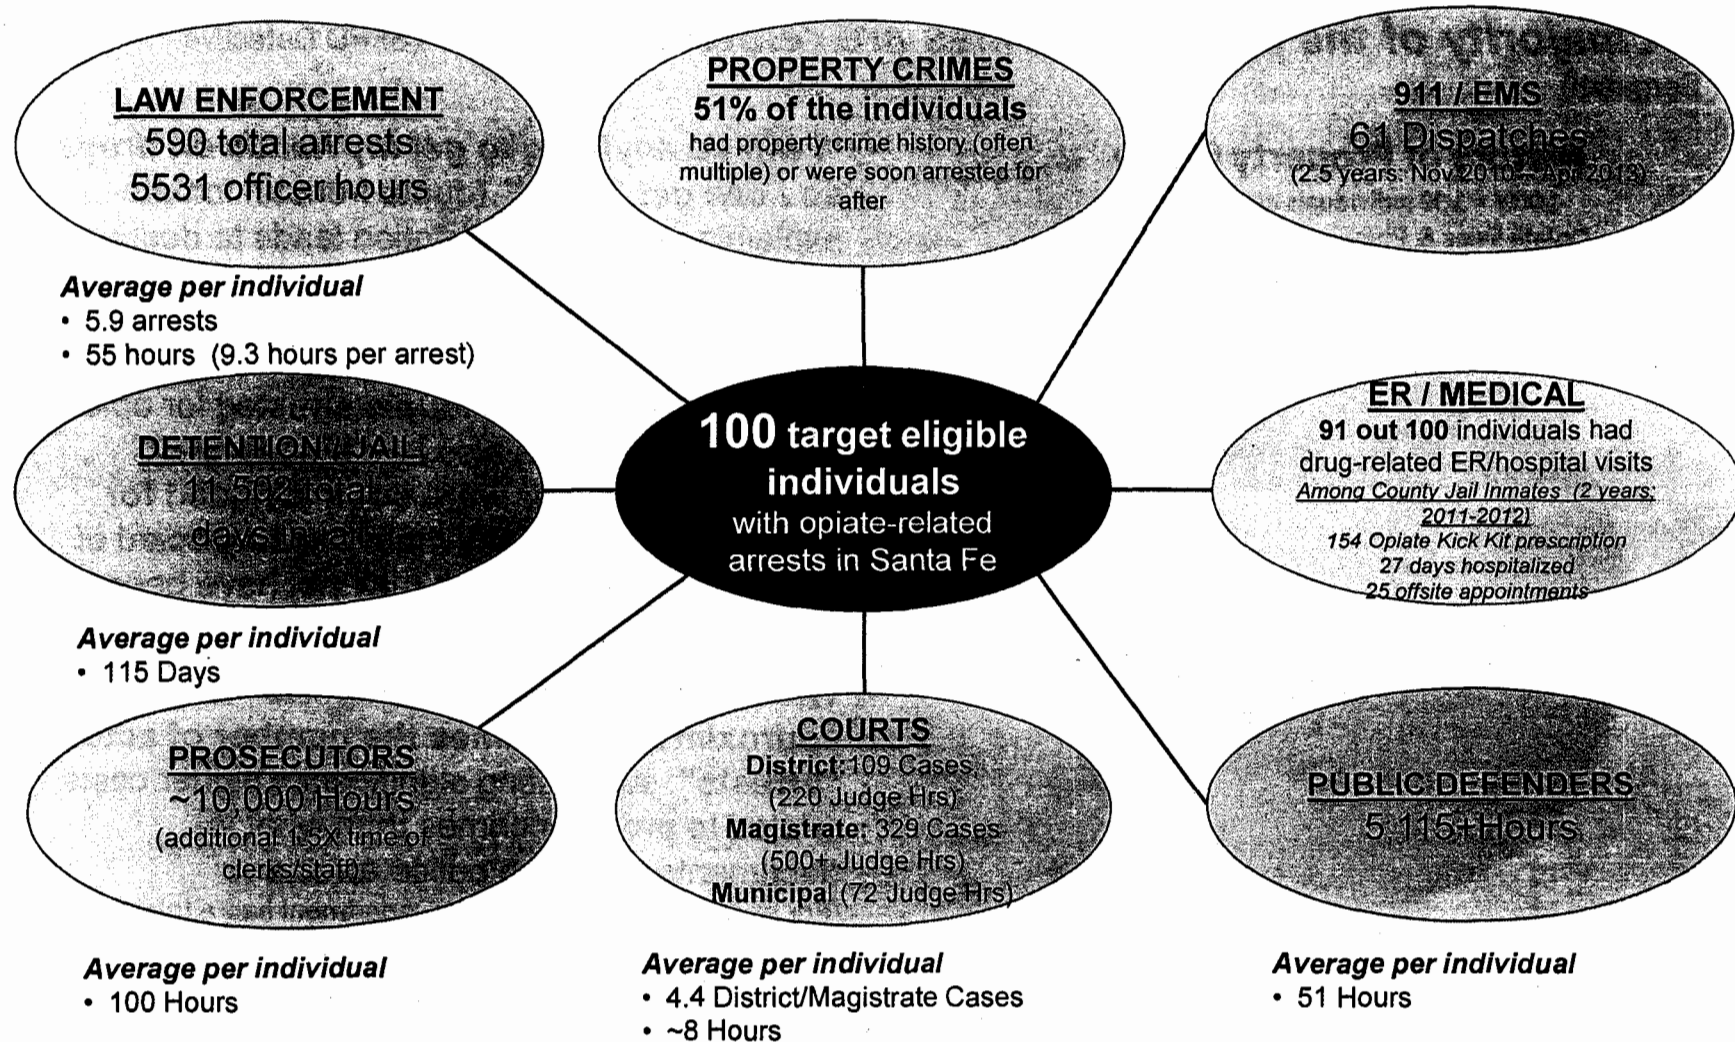 LAW ENFORCEMENT
590 total arrests
5531 officer hours
Average per individual
• 5.9 arrests
• 55 hours (9.3 hours per arrest)
PROPERTY CRIMES
51% of the individuals
had property crime history (often
multiple) or were soon arrested for
after
911 / EMS
61 Dispatches
(2.5 years: Nov 2010 – Apr 2013)
DETENTION / JAIL
11,502 total
days in jail
Average per individual
• 115 Days
100 target eligible
individuals
with opiate-related
arrests in Santa Fe
ER / MEDICAL
91 out 100 individuals had
drug-related ER/hospital visits
Among County Jail Inmates (2 years:
2011-2012)
154 Opiate Kick Kit prescription
27 days hospitalized
25 offsite appointments
PROSECUTORS
~10,000 Hours
(additional 1.5X time of
clerks/staff)
Average per individual
• 100 Hours
COURTS
District: 109 Cases
(220 Judge Hrs)
Magistrate: 329 Cases
(500+ Judge Hrs)
Municipal (72 Judge Hrs)
Average per individual
• 4.4 District/Magistrate Cases
• ~8 Hours
PUBLIC DEFENDERS
5,115+Hours
Average per individual
• 51 Hours